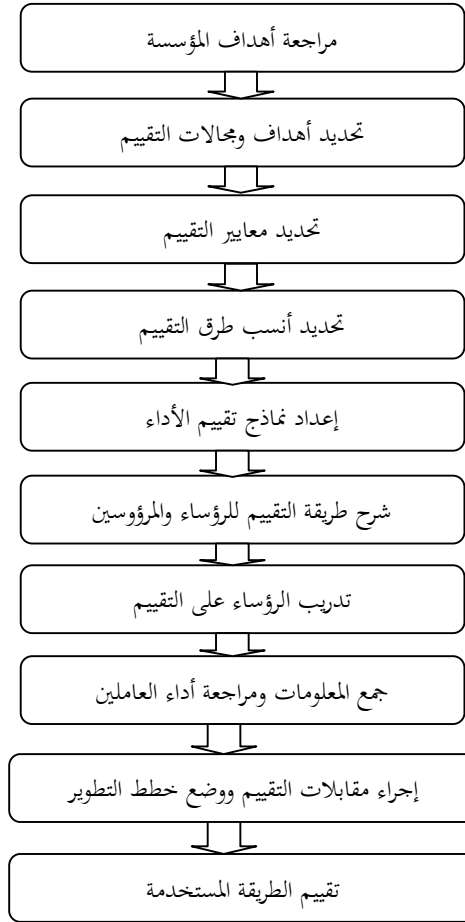 مراجعة أهداف المؤسسة
تحديد أهداف ومجالات التقييم
تحديد معايير التقييم
تحديد أنسب طرق التقييم
إعداد نماذج تقييم الأداء
شرح طريقة التقييم للرؤساء والمرؤوسين
تدريب الرؤساء على التقييم
جمع المعلومات ومراجعة أداء العاملين
إجراء مقابلات التقييم ووضع خطط التطوير
تقييم الطريقة المستخدمة